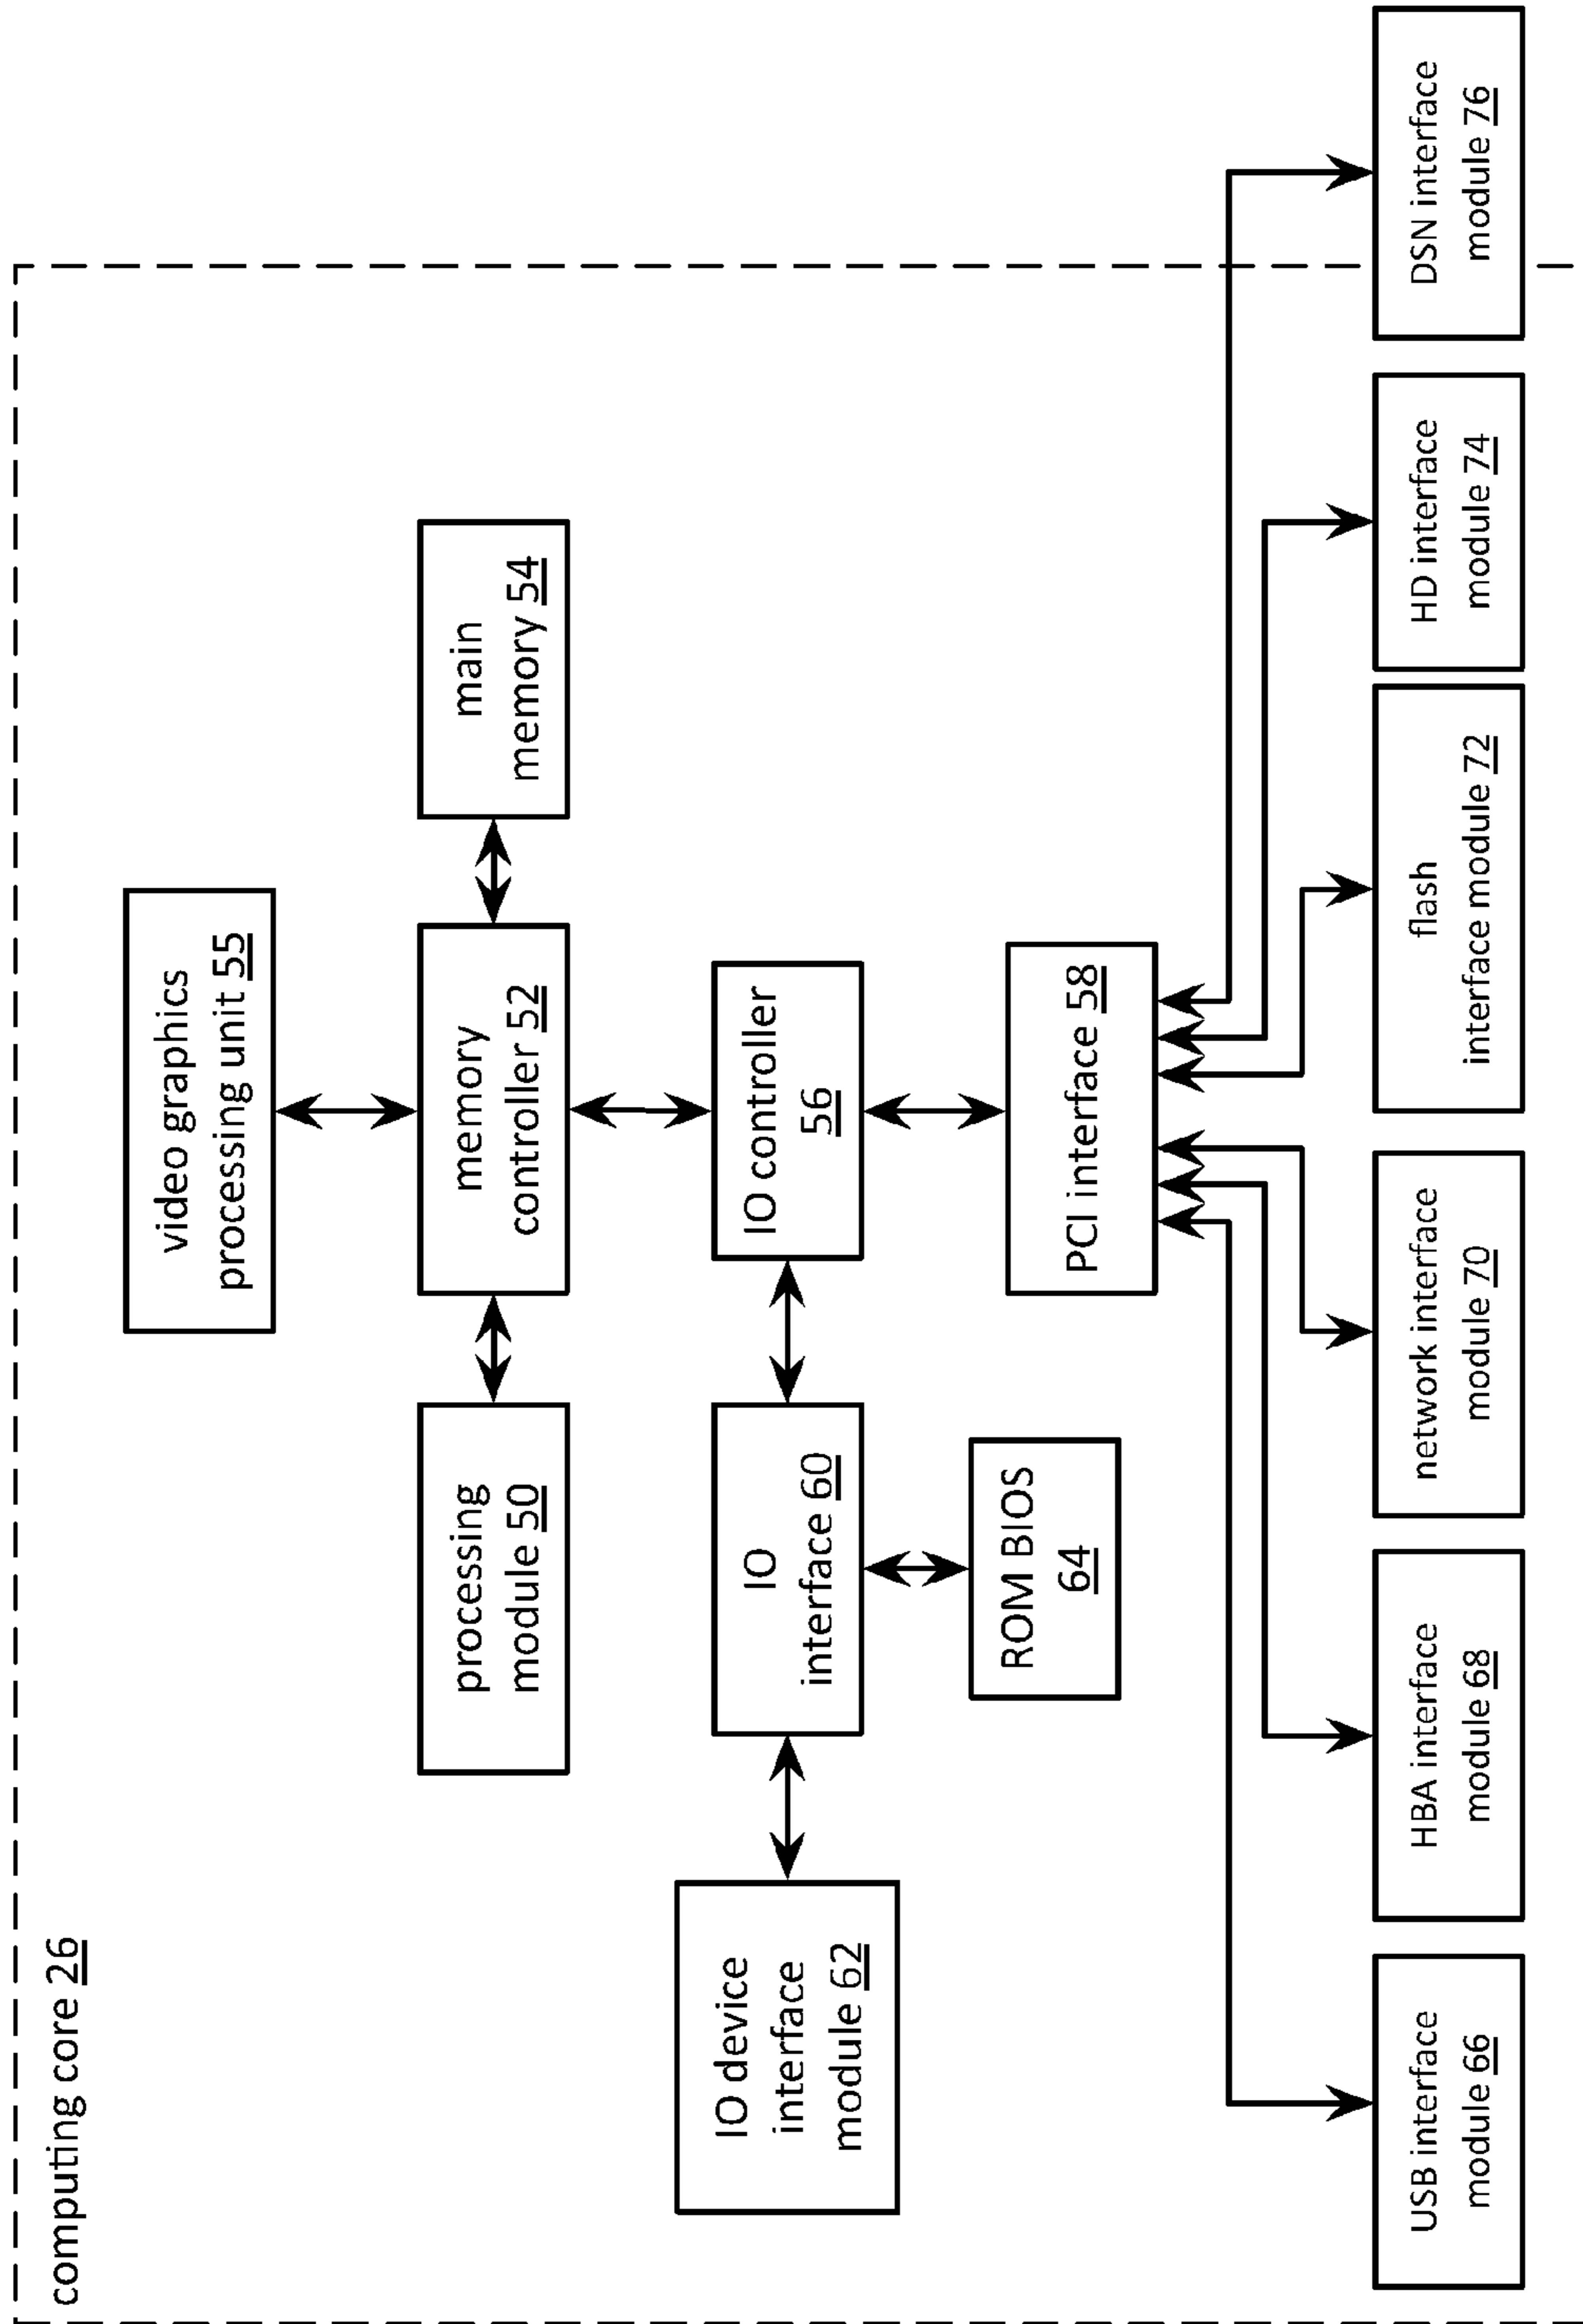 computing core 26
video graphics
processing unit 55
processing
module 50
memory
controller 52
main
memory 54
IO device
interface
module 62
IO
interface 60
IO controller
56
ROM BIOS
64
PCI interface 58
USB interface
module 66
HBA interface
module 68
network interface
module 70
flash
interface module 72
HD interface
module 74
DSN interface
module 76